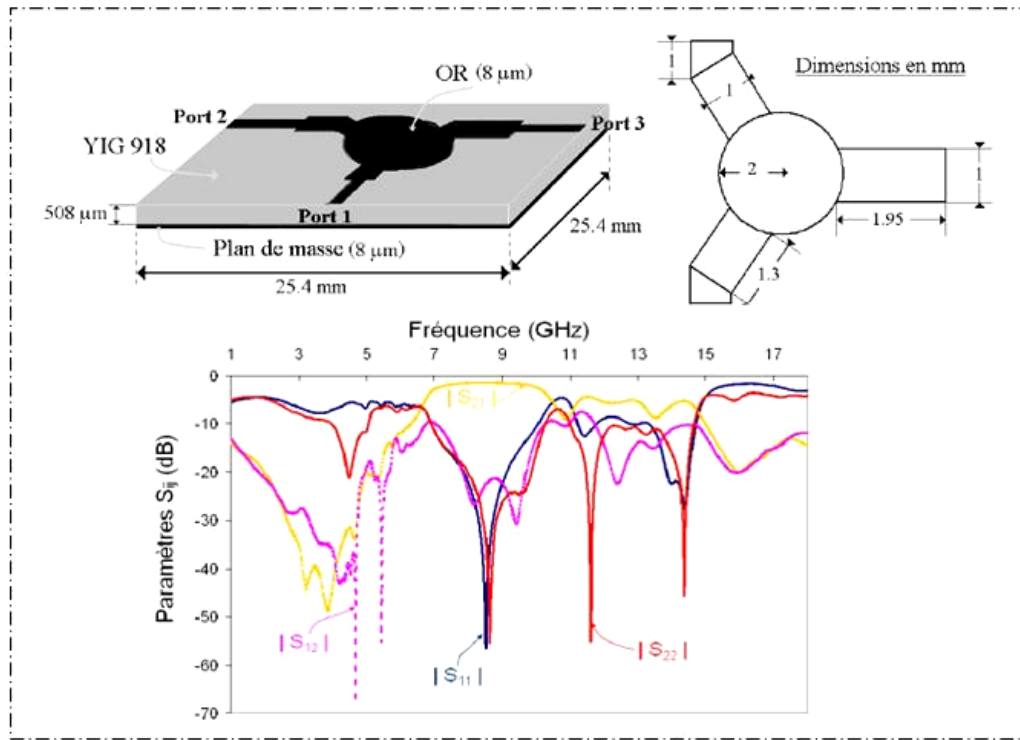 OR (8 µm)
Port 2
Port 3
YIG 918
508 µm
Port 1
Plan de masse (8 µm)
25.4 mm
25.4 mm
Dimensions en mm
1
1
2
1
1.95
1.3
Fréquence (GHz)
1 3 5 7 9 11 13 15 17
Paramètres Sij (dB)
0
-10
-20
-30
-40
-50
-60
-70
| S21 |
| S12 |
| S11 |
| S22 |